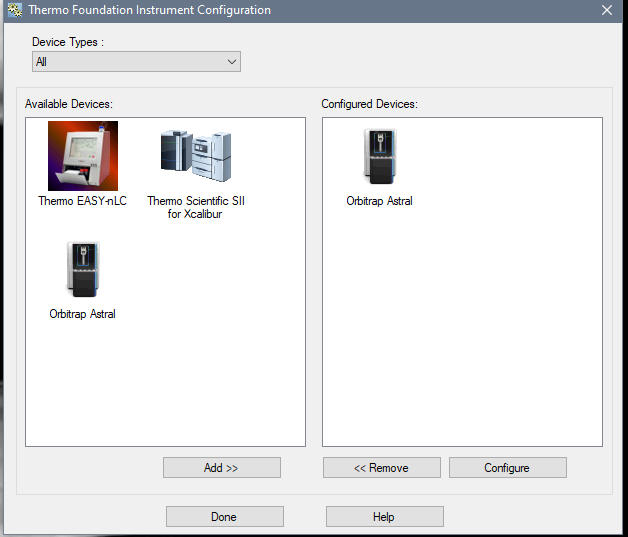 Thermo Foundation Instrument Configuration
Device Types :
All
Available Devices:
Configured Devices:
Thermo EASY-nLC
Thermo Scientific SII
for Xcalibur
Orbitrap Astral
Orbitrap Astral
Add >>
<< Remove
Configure
Done
Help